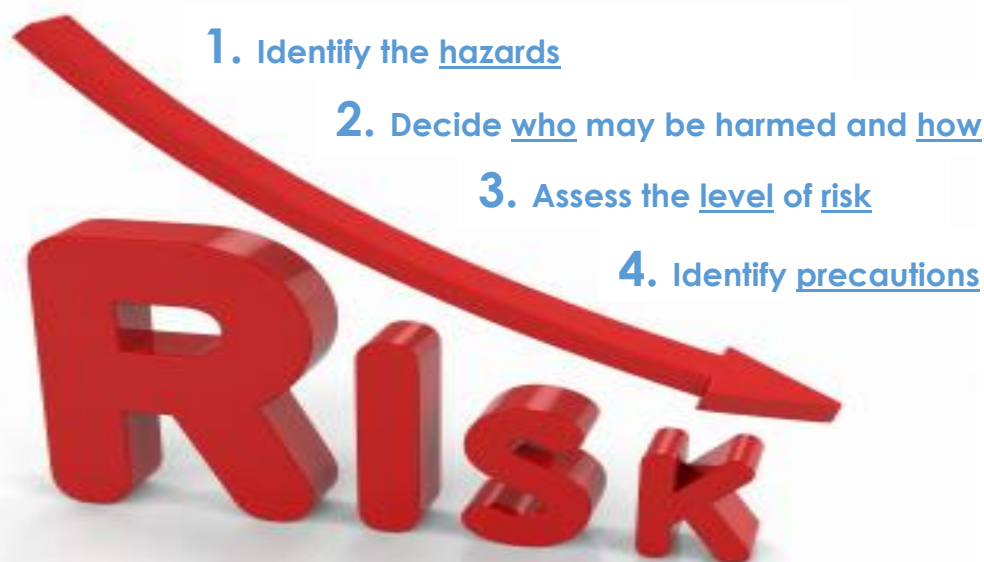 1. Identify the hazards
2. Decide who may be harmed and how
3. Assess the level of risk
4. Identify precautions
RISK